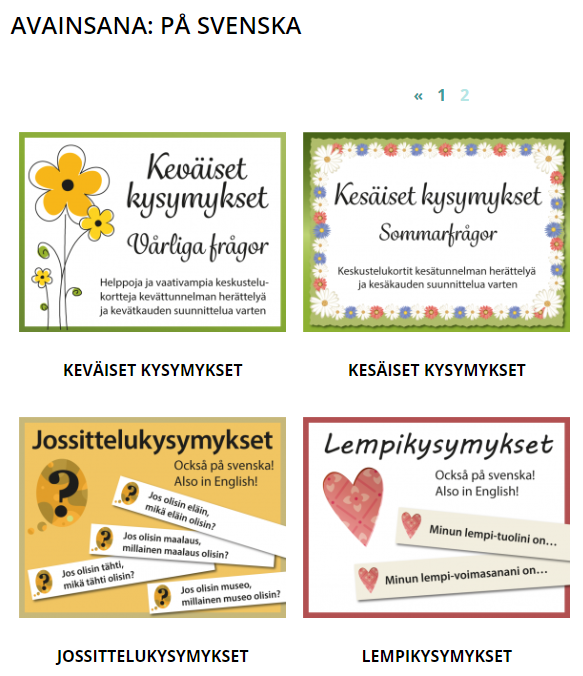 AVAINSANA: PÅ SVENSKA
« 1 2
Keväiset
kysymykset
Vårliga frågor
Helppoja ja vaativampia keskustelu-
kortteja kevättunnelman herättelyä
ja kevätkauden suunnittelua varten
Kesäiset kysymykset
Sommarfrågor
Keskustelukortit kesätunnelman herättelyä
ja kesäkauden suunnittelua varten
KEVÄISET KYSYMYKSET
KESÄISET KYSYMYKSET
Jossittelukysymykset
Också på svenska!
Also in English!
?
Jos olisin eläin,
mikä eläin olisin?
?
Jos olisin maalaus,
millainen maalaus olisin?
?
Jos olisin tähti,
mikä tähti olisin?
?
Jos olisin museo,
millainen museo olisin?
?
Lempikysymykset
Också på svenska!
Also in English!
Minun lempi-tuolini on...
Minun lempi-voimasanani on...
JOSSITTELUKYSYMYKSET
LEMPIKYSYMYKSET